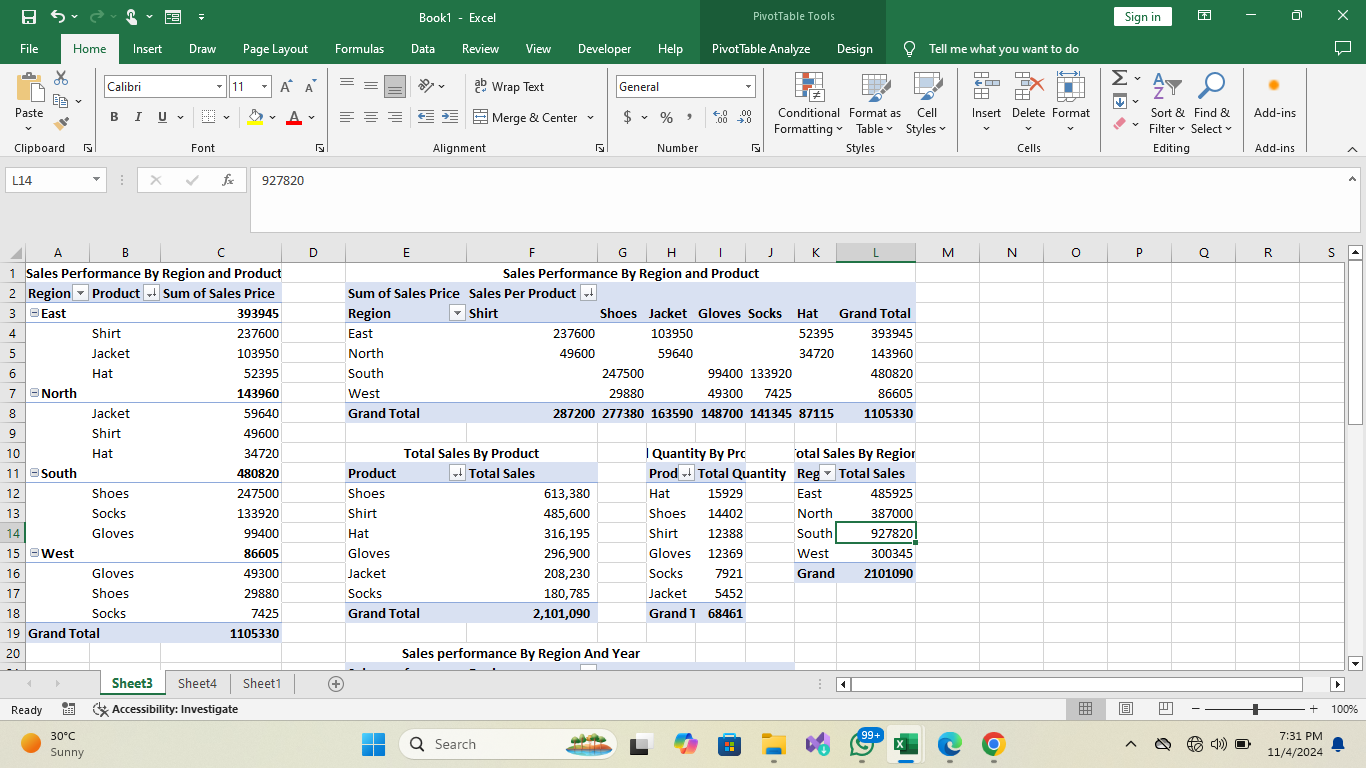 Book1 - Excel
PivotTable Tools
Sign in
File Home Insert Draw Page Layout Formulas Data Review View Developer Help PivotTable Analyze Design Tell me what you want to do
Calibri 11 Wrap Text General
Paste Conditional Format as Cell Insert Delete Format Sort & Find & Add-ins
B I U Merge & Center $ % , Formatting Table Styles Filter Select
Clipboard Font Alignment Number Styles Cells Editing Add-ins
L14 fx 927820
A B C D E F G H I J K L M N O P Q R S
1 Sales Performance By Region and Product Sales Performance By Region and Product
2 Region Product Sum of Sales Price Sum of Sales Price Sales Per Product
3 East 393945 Region Shirt Shoes Jacket Gloves Socks Hat Grand Total
4 Shirt 237600 East 237600 103950 52395 393945
5 Jacket 103950 North 49600 59640 34720 143960
6 Hat 52395 South 247500 99400 133920 480820
7 North 143960 West 29880 49300 7425 86605
8 Jacket 59640 Grand Total 287200 277380 163590 148700 141345 87115 1105330
9 Shirt 49600
10 Hat 34720 Total Sales By Product Quantity By Pro otal Sales By Region
11 South 480820 Product Total Sales Prod Total Quantity Reg Total Sales
12 Shoes 247500 Shoes 613,380 Hat 15929 East 485925
13 Socks 133920 Shirt 485,600 Shoes 14402 North 387000
14 Gloves 99400 Hat 316,195 Shirt 12388 South 927820
15 West 86605 Gloves 296,900 Gloves 12369 West 300345
16 Gloves 49300 Jacket 208,230 Socks 7921 Grand 2101090
17 Shoes 29880 Socks 180,785 Jacket 5452
18 Socks 7425 Grand Total 2,101,090 Grand T 68461
19 Grand Total 1105330
20 Sales performance By Region And Year
Sheet3 Sheet4 Sheet1
Ready Accessibility: Investigate 100%
30°C
Sunny
Search
99+
7:31 PM
11/4/2024